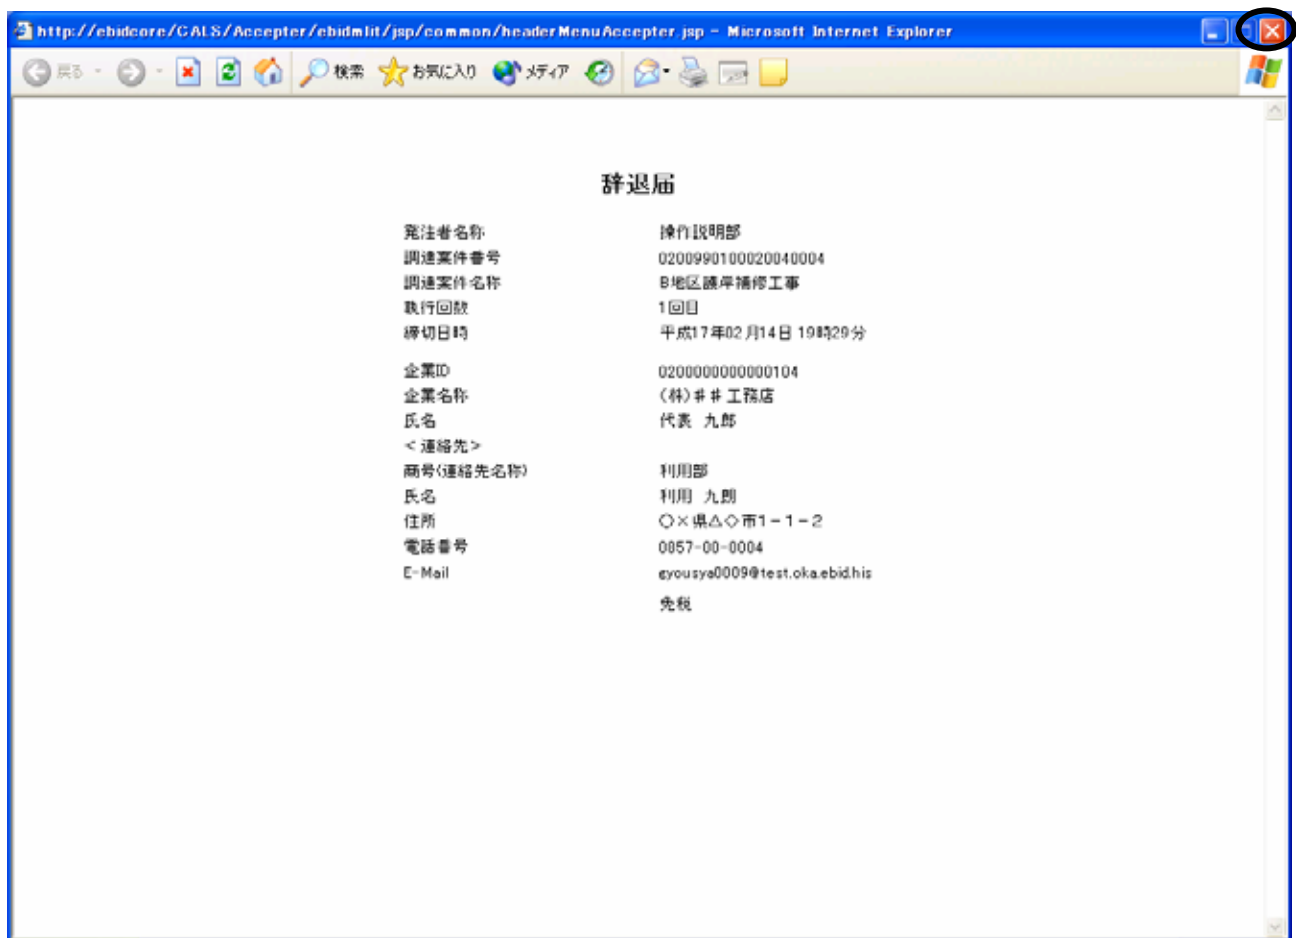 http://ebidcore/CALS/Accepter/ebidmlit/jsp/common/headerMenuAccepter.jsp - Microsoft Internet Explorer
戻る 検索 お気に入り メディア
辞退届
発注者名称 操作説明部
調達案件番号 0200990100020040004
調達案件名称 B地区護岸補修工事
執行回数 1回目
締切日時 平成17年02月14日 19時29分
企業ID 0200000000000104
企業名称 (株)##工務店
氏名 代表 九郎
<連絡先>
商号(連絡先名称) 利用部
氏名 利用 九朗
住所 〇×県△◇市1-1-2
電話番号 0857-00-0004
E-Mail gyousya0009@test.oka.ebid.his
免税